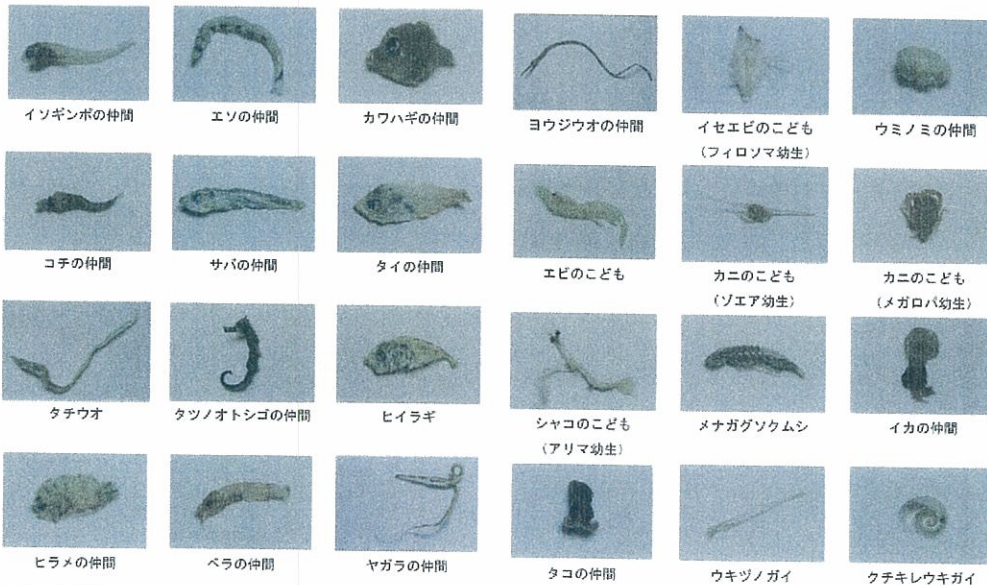 イソギンポの仲間
エソの仲間
カワハギの仲間
ヨウジウオの仲間
イセエビのこども
(フィロソマ幼生)
ウミノミの仲間
コチの仲間
サバの仲間
タイの仲間
エビのこども
カニのこども
(ゾエア幼生)
カニのこども
(メガロパ幼生)
タチウオ
タツノオトシゴの仲間
ヒイラギ
シャコのこども
(アリマ幼生)
メナガグソクムシ
イカの仲間
ヒラメの仲間
ベラの仲間
ヤガラの仲間
タコの仲間
ウキヅノガイ
クチキレウキガイ